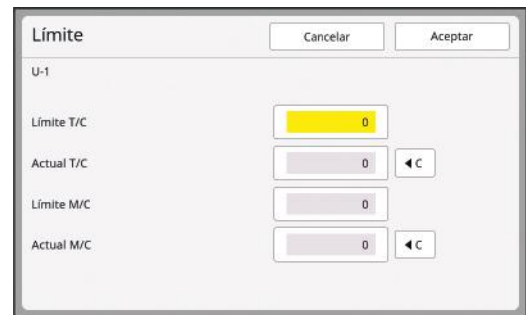 Límite Cancelar Aceptar
U-1
Límite T/C 0
Actual T/C 0 ◀ C
Límite M/C 0
Actual M/C 0 ◀ C